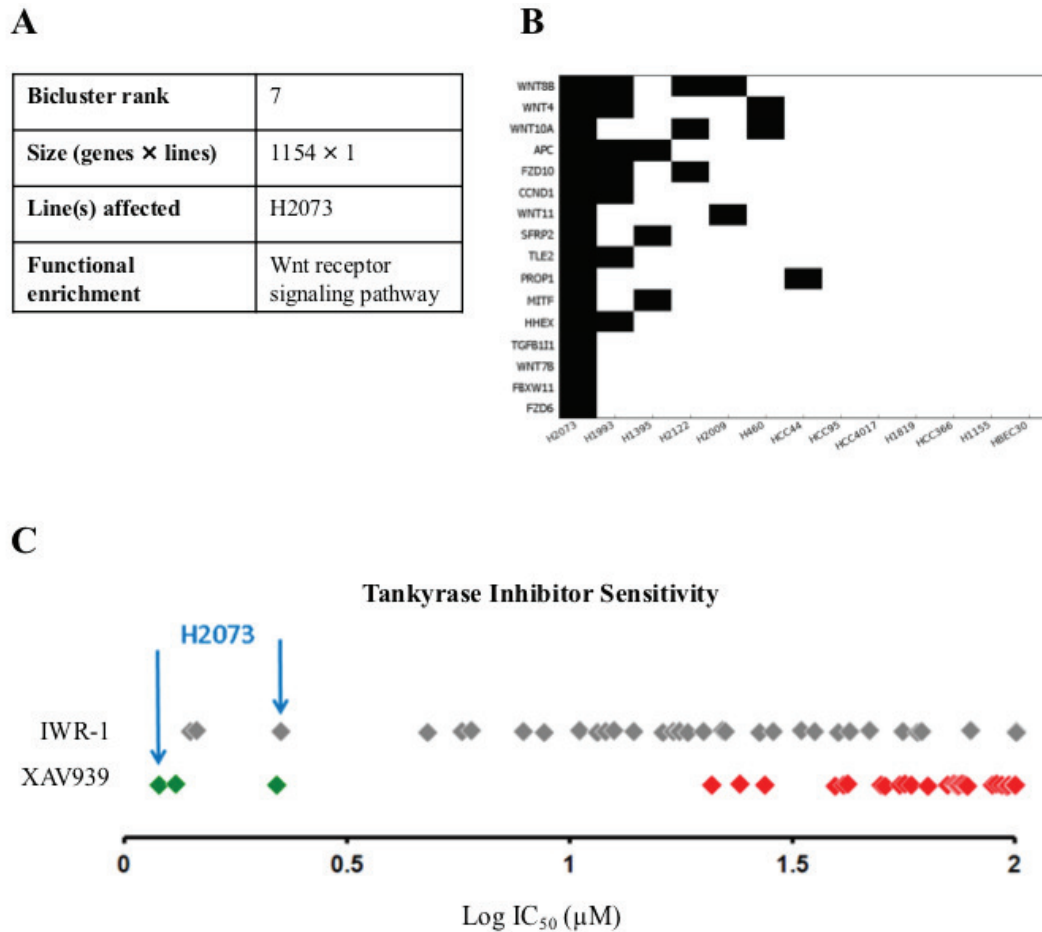 A
Bicluster rank 7
Size (genes × lines) 1154 × 1
Line(s) affected H2073
Functional enrichment Wnt receptor signaling pathway
B
WNT8B
WNT4
WNT10A
APC
FZD10
CCND1
WNT11
SFRP2
TLE2
PROP1
MITF
HHEX
TGFB1I1
WNT7B
FBXW11
FZD6
H2073 H1993 H1395 H2122 H2009 H460 HCC44 HCC95 HCC4017 H1819 HCC366 H1155 HBEC30
C
Tankyrase Inhibitor Sensitivity
H2073
IWR-1
XAV939
0 0.5 1 1.5 2
Log IC50 (µM)